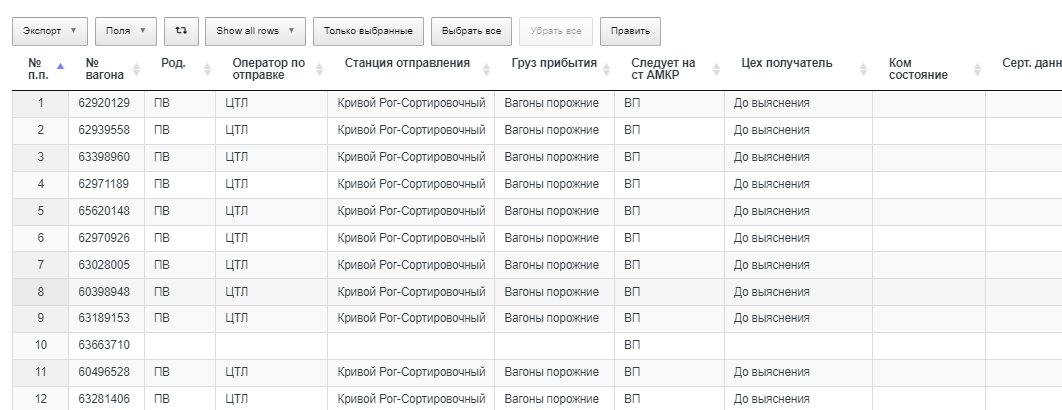 Экспорт Поля Show all rows Только выбранные Выбрать все Убрать все Править
№ п.п. № вагона Род. Оператор по отправке Станция отправления Груз прибытия Следует на ст АМКР Цех получатель Ком состояние Серт. данн
1 62920129 ПВ ЦТЛ Кривой Рог-Сортировочный Вагоны порожние ВП До выяснения
2 62939558 ПВ ЦТЛ Кривой Рог-Сортировочный Вагоны порожние ВП До выяснения
3 63398960 ПВ ЦТЛ Кривой Рог-Сортировочный Вагоны порожние ВП До выяснения
4 62971189 ПВ ЦТЛ Кривой Рог-Сортировочный Вагоны порожние ВП До выяснения
5 65620148 ПВ ЦТЛ Кривой Рог-Сортировочный Вагоны порожние ВП До выяснения
6 62970926 ПВ ЦТЛ Кривой Рог-Сортировочный Вагоны порожние ВП До выяснения
7 63028005 ПВ ЦТЛ Кривой Рог-Сортировочный Вагоны порожние ВП До выяснения
8 60398948 ПВ ЦТЛ Кривой Рог-Сортировочный Вагоны порожние ВП До выяснения
9 63189153 ПВ ЦТЛ Кривой Рог-Сортировочный Вагоны порожние ВП До выяснения
10 63663710 ВП
11 60496528 ПВ ЦТЛ Кривой Рог-Сортировочный Вагоны порожние ВП До выяснения
12 63281406 ПВ ЦТЛ Кривой Рог-Сортировочный Вагоны порожние ВП До выяснения